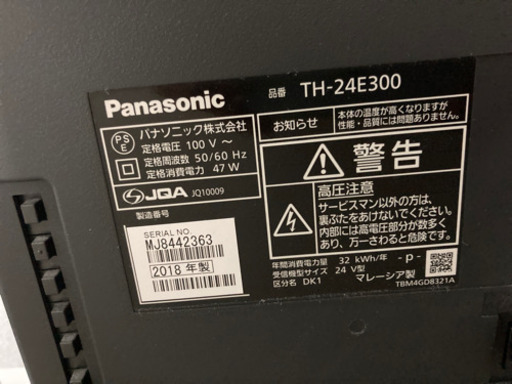 Panasonic
品番 TH-24E300
PS
E
パナソニック株式会社
定格電圧 100 V～
定格周波数 50/60 Hz
定格消費電力 47 W
お知らせ
本体の温度が高くなりますが
性能・品質には問題ありません。
JQA JQ10009
製造番号
SERIAL NO.
MJ8442363
2018 年製
警告
高圧注意
サービスマン以外の方は、
裏ぶたをあけないでください。
内部には高電圧部分が数多く
あり、万一さわると危険です。
年間消費電力量 32 kWh/年 -p-
受信機型サイズ 24 V型
区分名 DK1 マレーシア製
TBM4GD8321A